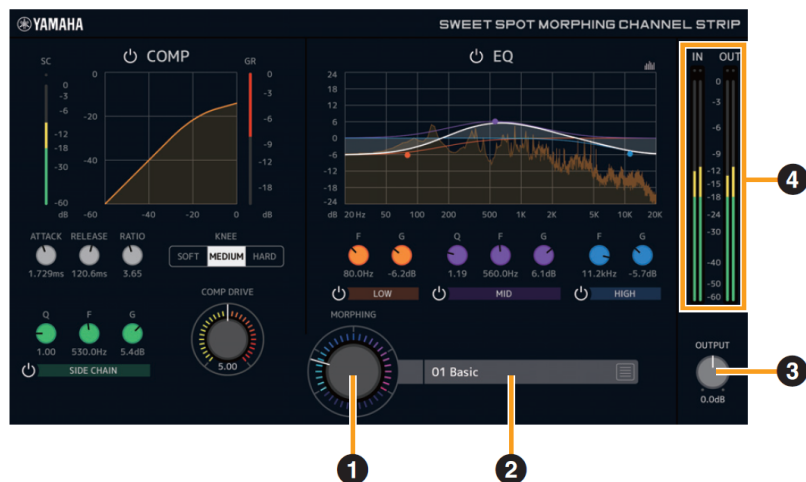 YAMAHA
SWEET SPOT MORPHING CHANNEL STRIP
COMP
EQ
IN OUT
SC
GR
0
-3
-6
-12
-18
-30
-60
dB
0
-20
-40
-60 -40 -20 0
0
-3
-6
-9
-12
-18
dB
24
18
12
6
0
-6
-12
-18
-24
dB 20 Hz 50 100 200 500 1K 2K 5K 10K 20K
0
-3
-6
-9
-12
-15
-18
-24
-30
-40
-50
-60
ATTACK RELEASE RATIO
1.729ms 120.6ms 3.65
KNEE
SOFT MEDIUM HARD
F G
80.0Hz -6.2dB
LOW
Q F G
1.19 560.0Hz 6.1dB
MID
F G
11.2kHz -5.7dB
HIGH
Q F G
1.00 530.0Hz 5.4dB
SIDE CHAIN
COMP DRIVE
5.00
MORPHING
01 Basic
OUTPUT
0.0dB
1
2
3
4